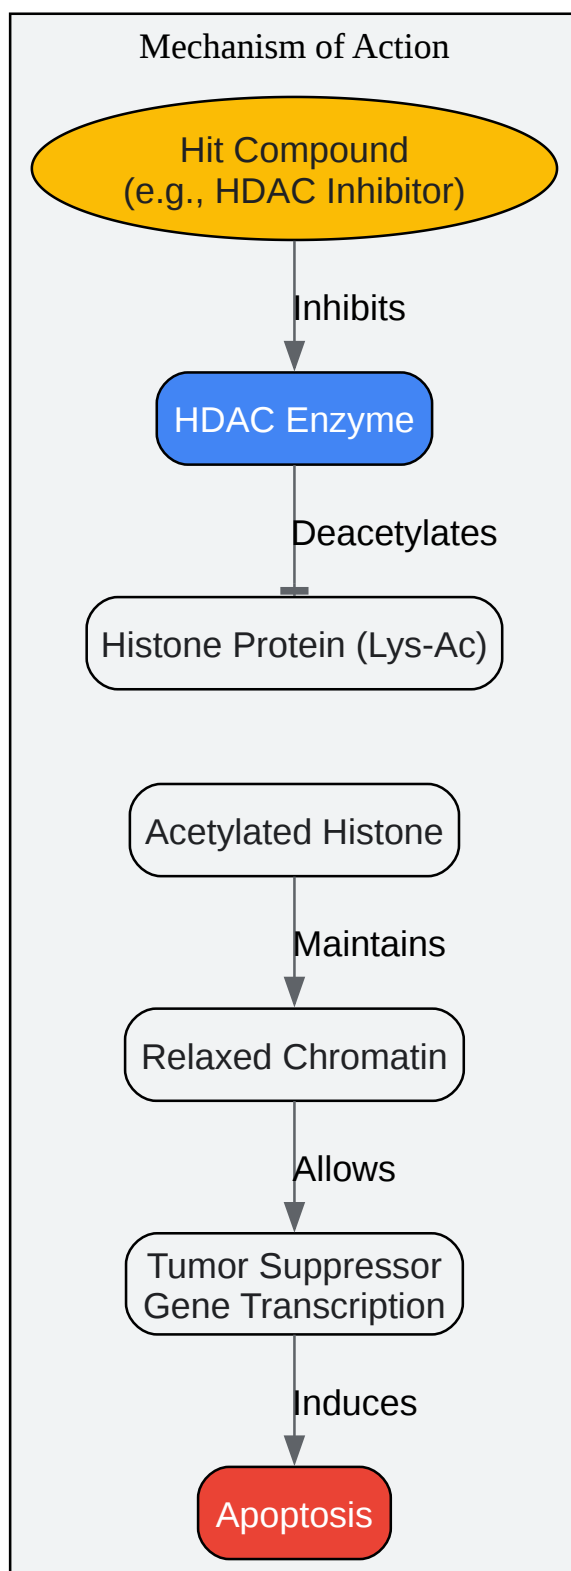 Mechanism of Action
Hit Compound
(e.g., HDAC Inhibitor)
Inhibits
HDAC Enzyme
Deacetylates
Histone Protein (Lys-Ac)
Acetylated Histone
Maintains
Relaxed Chromatin
Allows
Tumor Suppressor
Gene Transcription
Induces
Apoptosis